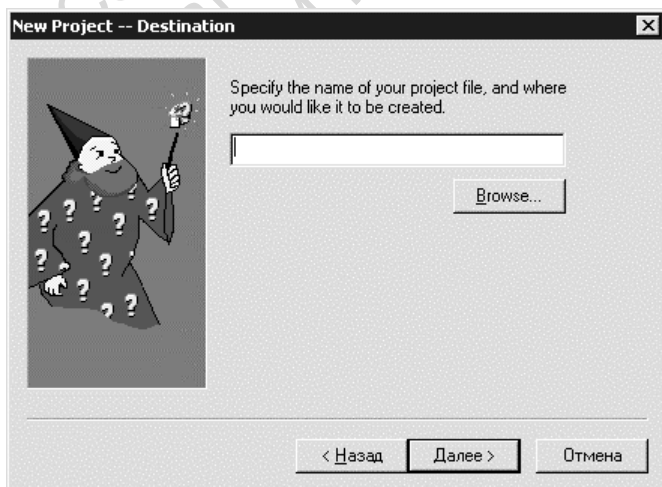 New Project -- Destination
Specify the name of your project file, and where
you would like it to be created.
Browse...
< Назад
Далее >
Отмена